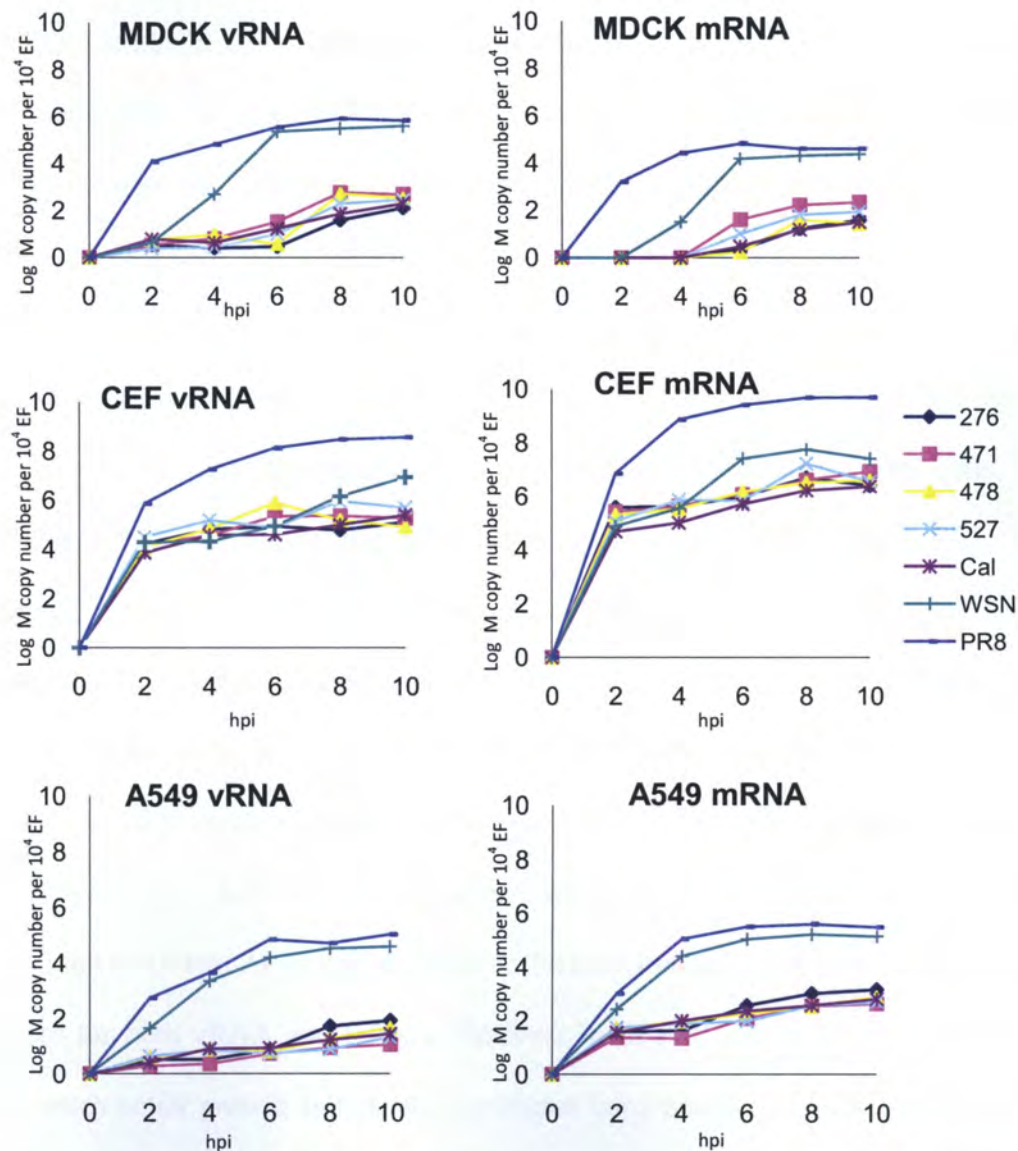 MDCK vRNA
Log M copy number per 10⁴ EF
10
8
6
4
2
0
0 2 4 6 8 10
hpi
MDCK mRNA
Log M copy number per 10⁴ EF
10
8
6
4
2
0
0 2 4 6 8 10
hpi
CEF vRNA
Log M copy number per 10⁴ EF
10
8
6
4
2
0
0 2 4 6 8 10
hpi
CEF mRNA
Log M copy number per 10⁴ EF
10
8
6
4
2
0
0 2 4 6 8 10
hpi
276
471
478
527
Cal
WSN
PR8
A549 vRNA
Log M copy number per 10⁴ EF
10
8
6
4
2
0
0 2 4 6 8 10
hpi
A549 mRNA
Log M copy number per 10⁴ EF
10
8
6
4
2
0
0 2 4 6 8 10
hpi